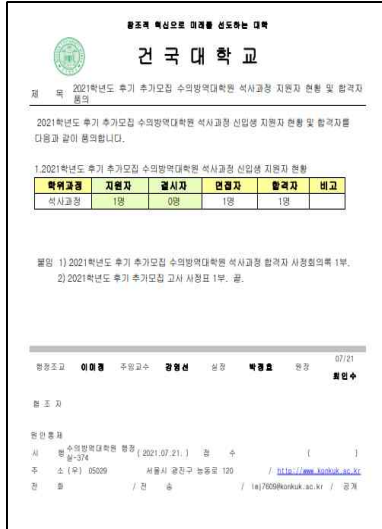 창조적 혁신으로 미래를 선도하는 대학
건 국 대 학 교
제 목 2021학년도 후기 추가모집 수의방역대학원 석사과정 지원자 현황 및 합격자
품의
2021학년도 후기 추가모집 수의방역대학원 석사과정 신입생 지원자 현황 및 합격자를
다음과 같이 품의합니다.
1.2021학년도 후기 추가모집 수의방역대학원 석사과정 신입생 지원자 현황
학위과정 지원자 결시자 면접자 합격자 비고
석사과정 1명 0명 1명 1명
붙임 1) 2021학년도 후기 추가모집 수의방역대학원 석사과정 합격자 사정회의록 1부.
2) 2021학년도 후기 추가모집 고사 사정표 1부. 끝.
07/21
행정조교 이미정 주임교수 강영선 실장 박경효 원장
최인수
협 조 자
원안통제
시 행 수의방역대학원 행정실-374 ( 2021.07.21. ) 접 수 ( )
주 소 (우) 05029 서울시 광진구 능동로 120 / http://www.konkuk.ac.kr
전 화 / 전 송 / lmj7609@konkuk.ac.kr / 공개